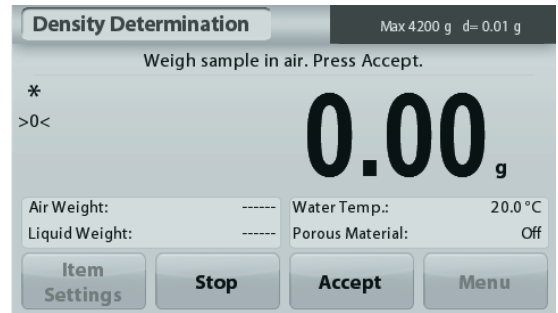 Density Determination Max 4200 g d= 0.01 g
Weigh sample in air. Press Accept.
*
>0<
0.00 g
Air Weight: ------ Water Temp.: 20.0 °C
Liquid Weight: ------ Porous Material: Off
Item Settings Stop Accept Menu